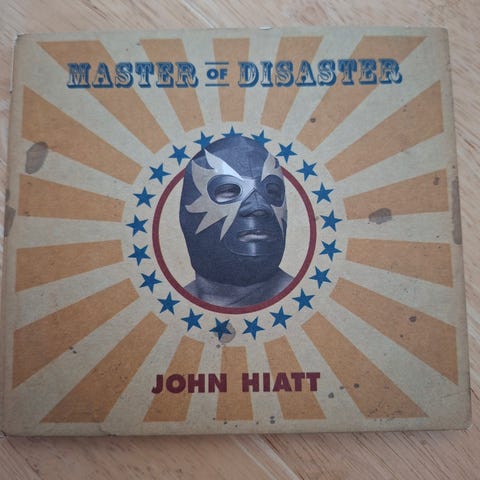 MASTER OF DISASTER
JOHN HIATT